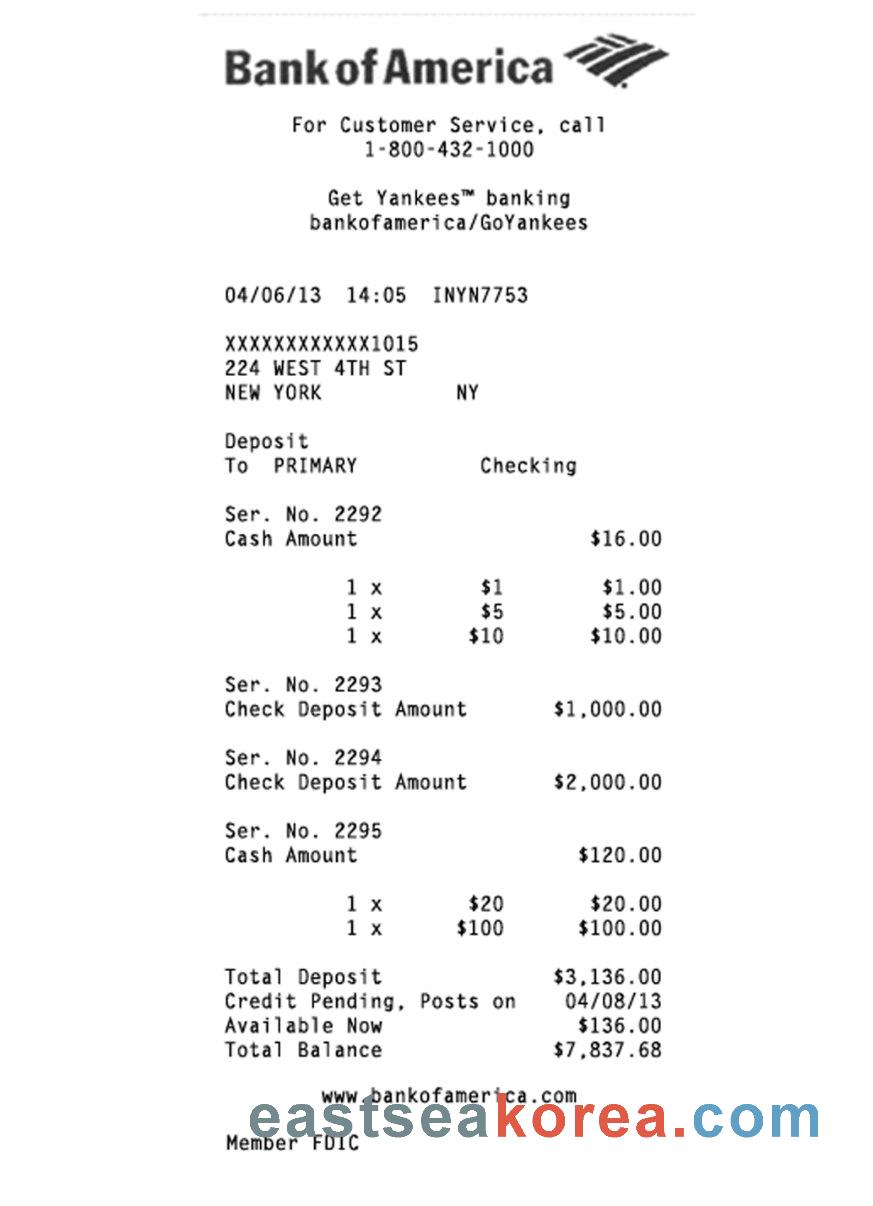 Bank of America
For Customer Service, call
1-800-432-1000
Get Yankees™ banking
bankofamerica/GoYankees
04/06/13 14:05 INYN7753
XXXXXXXXXXXX1015
224 WEST 4TH ST
NEW YORK NY
Deposit
To PRIMARY Checking
Ser. No. 2292
Cash Amount $16.00
1 x $1 $1.00
1 x $5 $5.00
1 x $10 $10.00
Ser. No. 2293
Check Deposit Amount $1,000.00
Ser. No. 2294
Check Deposit Amount $2,000.00
Ser. No. 2295
Cash Amount $120.00
1 x $20 $20.00
1 x $100 $100.00
Total Deposit $3,136.00
Credit Pending, Posts on 04/08/13
Available Now $136.00
Total Balance $7,837.68
www.bankofamerica.com
eastseakorea.com
Member FDIC